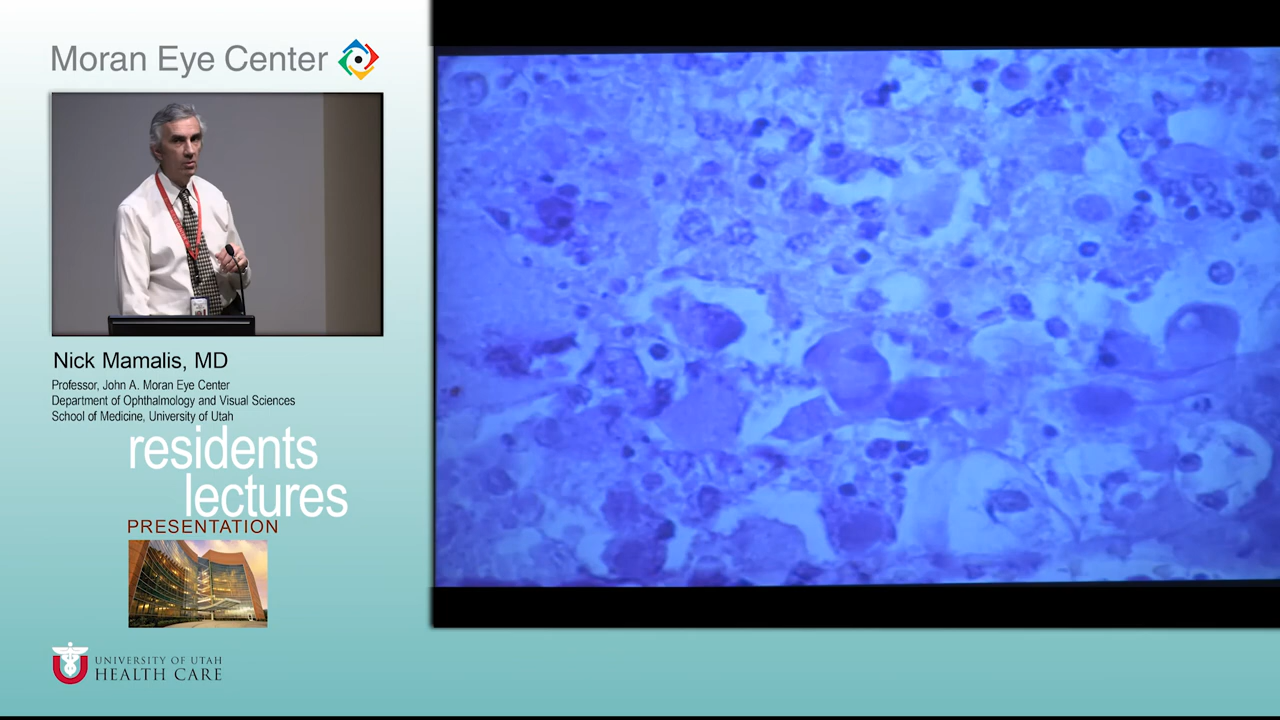 Moran Eye Center
Nick Mamalis, MD
Professor, John A. Moran Eye Center
Department of Ophthalmology and Visual Sciences
School of Medicine, University of Utah
residents
lectures
PRESENTATION
U
UNIVERSITY OF UTAH
HEALTH CARE